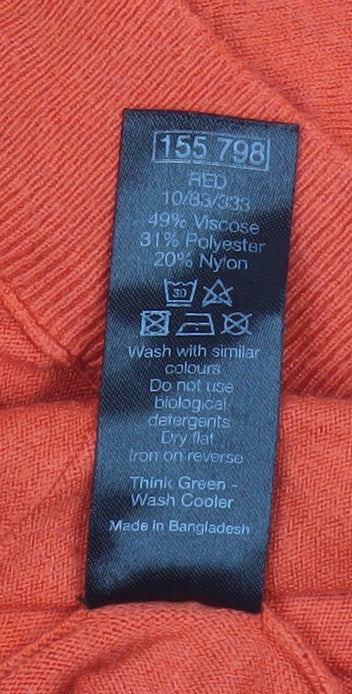 155 798
RED
10/83/333
49% Viscose
31% Polyester
20% Nylon
30
Wash with similar
colours
Do not use
biological
detergents
Dry flat
Iron on reverse
Think Green -
Wash Cooler
Made in Bangladesh